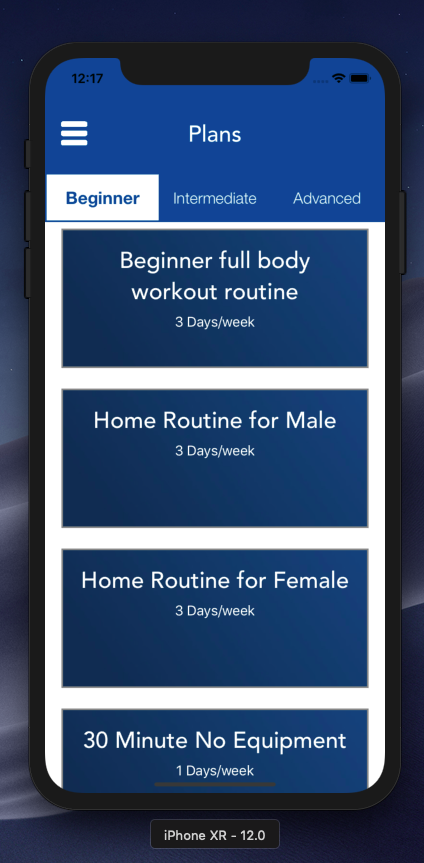 12:17
Plans
Beginner Intermediate Advanced
Beginner full body
workout routine
3 Days/week
Home Routine for Male
3 Days/week
Home Routine for Female
3 Days/week
30 Minute No Equipment
1 Days/week
iPhone XR - 12.0